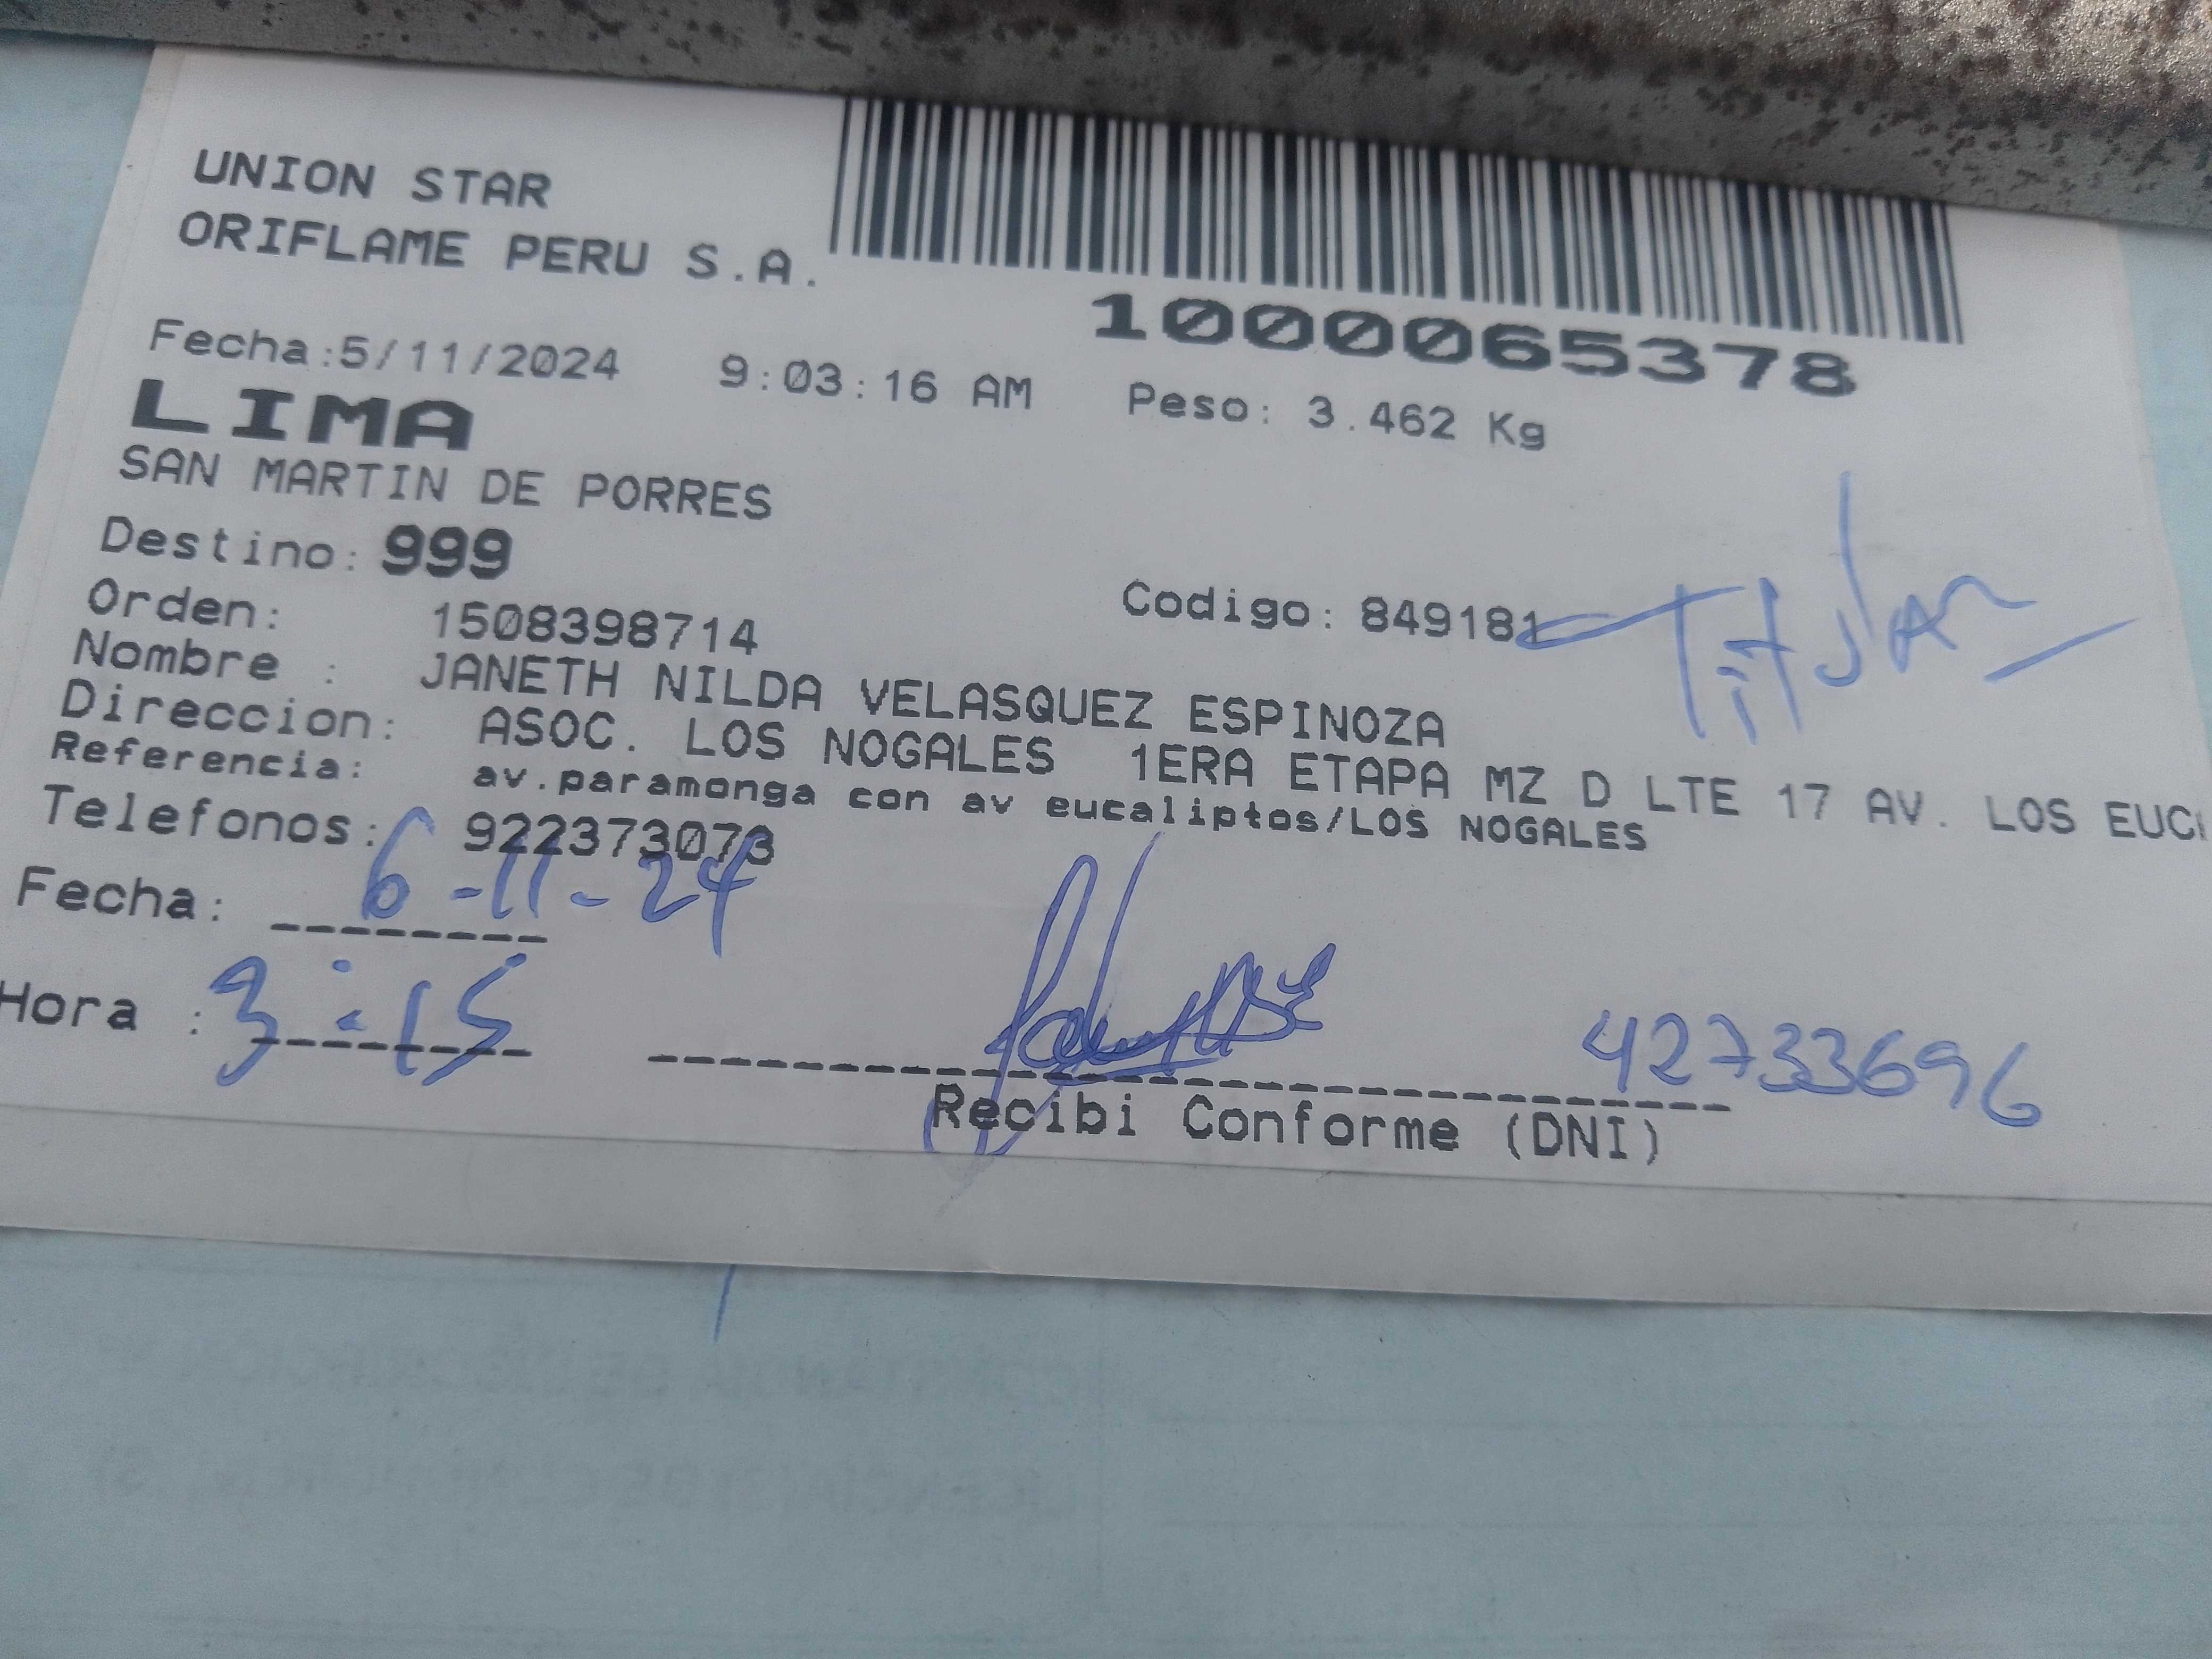 UNION STAR
ORIFLAME PERU S.A.
1000065378
Fecha:5/11/2024 9:03:16 AM Peso: 3.462 Kg
LIMA
SAN MARTIN DE PORRES
Destino: 999
Orden: 1508398714 Codigo: 849181 Titular
Nombre : JANETH NILDA VELASQUEZ ESPINOZA
Direccion: ASOC. LOS NOGALES 1ERA ETAPA MZ D LTE 17 AV. LOS EUC
Referencia: av.paramonga con av eucaliptos/LOS NOGALES
Telefonos: 922373073
Fecha: 6-11-24
Hora : 3:15
42733696
Recibi Conforme (DNI)